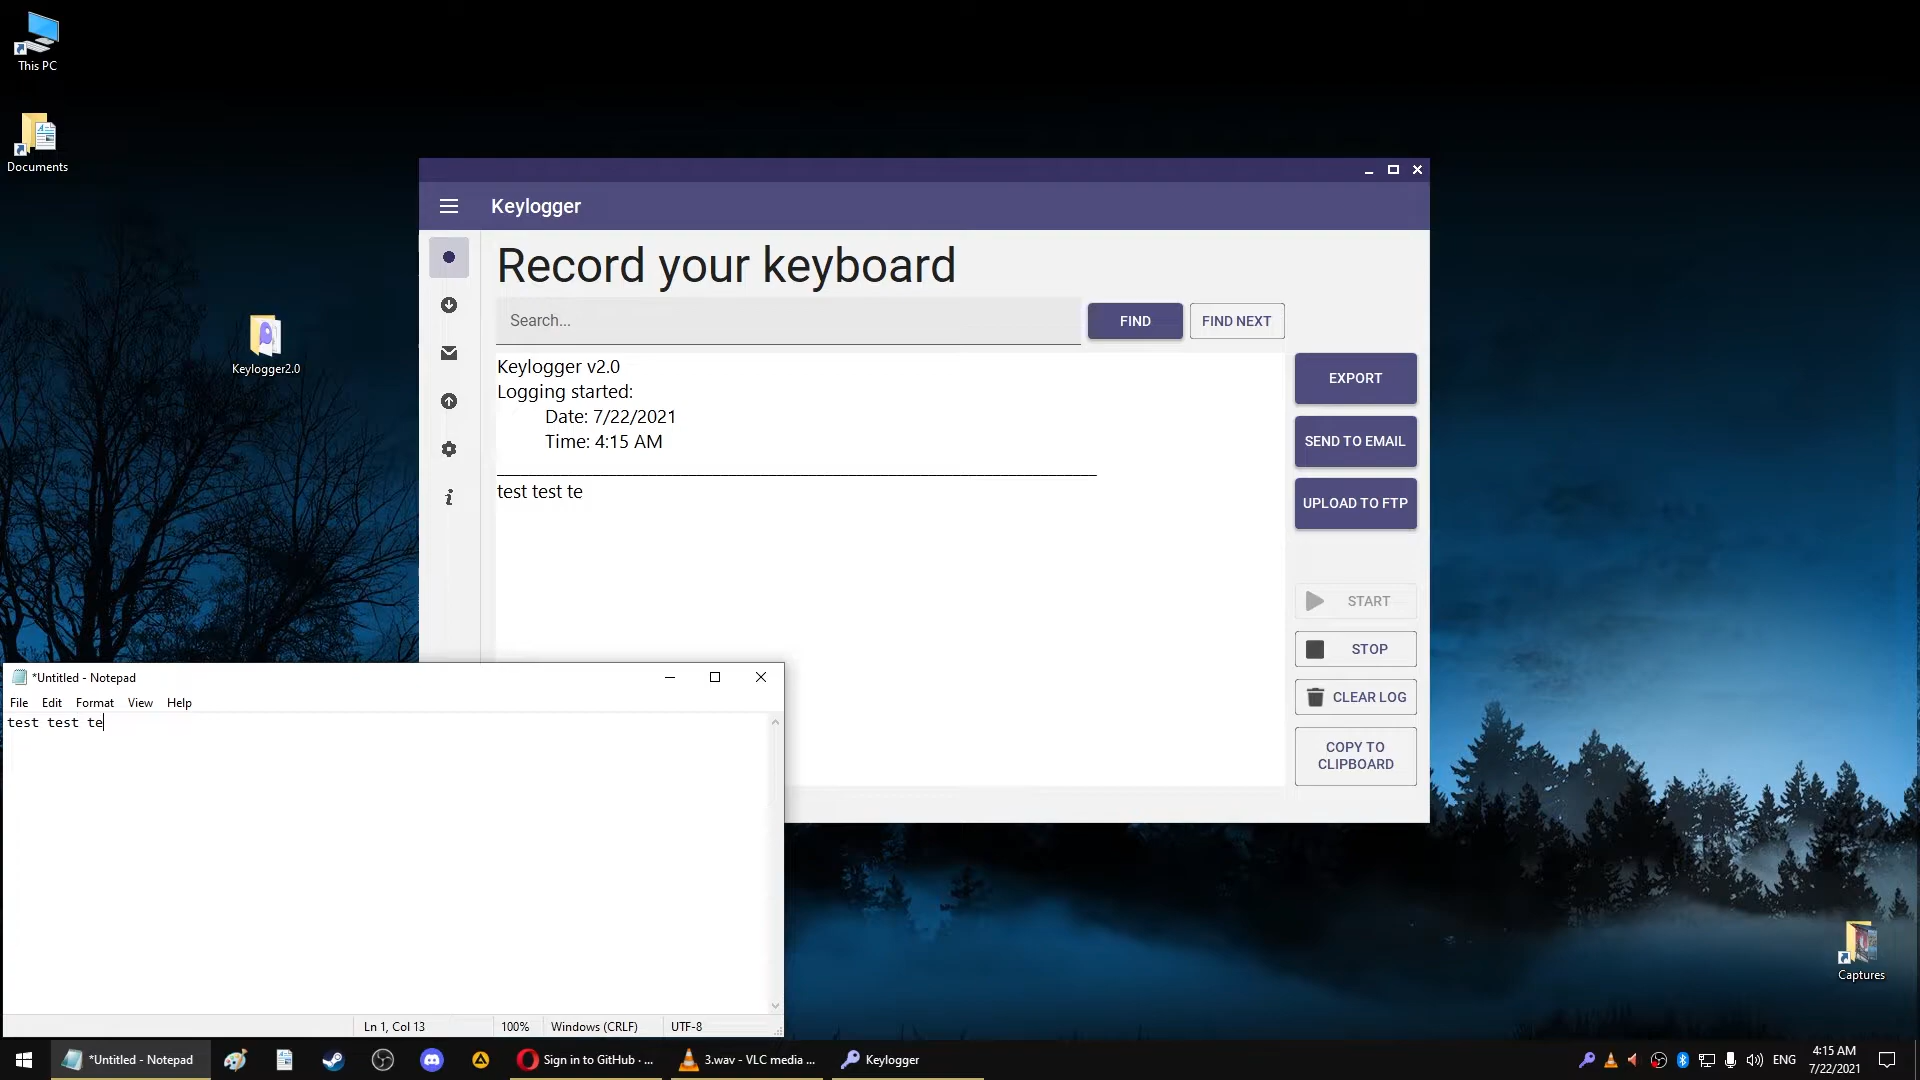 This PC
Documents
Keylogger2.0
Keylogger
Record your keyboard
Search...
FIND
FIND NEXT
Keylogger v2.0
Logging started:
Date: 7/22/2021
Time: 4:15 AM
test test te
EXPORT
SEND TO EMAIL
UPLOAD TO FTP
START
STOP
CLEAR LOG
COPY TO
CLIPBOARD
*Untitled - Notepad
File Edit Format View Help
test test te
Ln 1, Col 13 100% Windows (CRLF) UTF-8
Captures
*Untitled - Notepad
Sign in to GitHub · ...
3.wav - VLC media ...
Keylogger
ENG
4:15 AM
7/22/2021